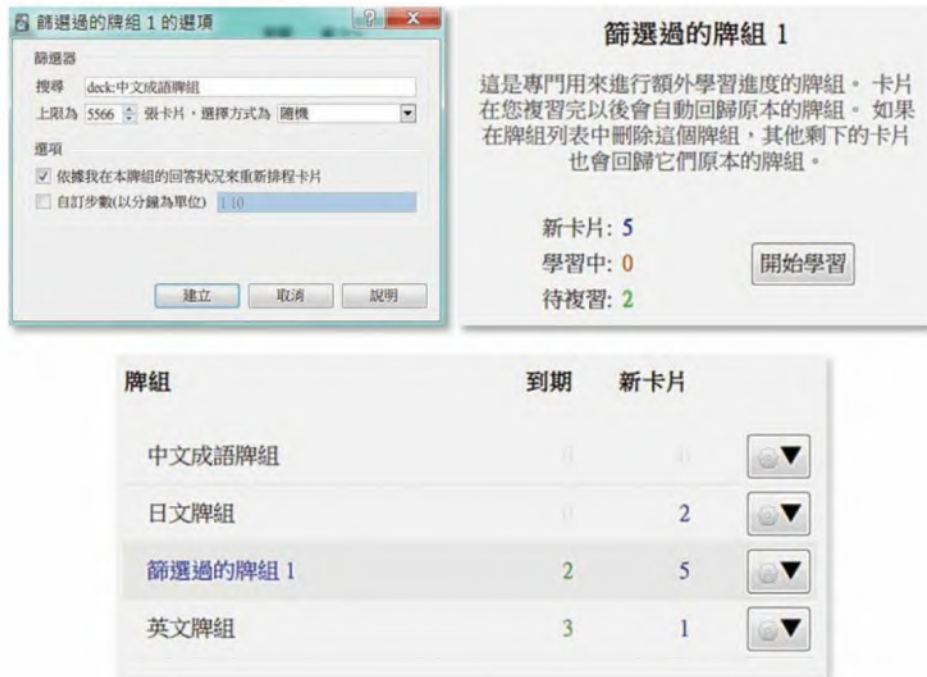 篩選過的牌組 1 的選項
篩選器
搜尋 deck:中文成語牌組
上限為 5566 張卡片，選擇方式為 隨機
選項
依據我在本牌組的回答狀況來重新排程卡片
自訂步數(以分鐘為單位) 1 10
建立 取消 說明
篩選過的牌組 1
這是專門用來進行額外學習進度的牌組。 卡片
在您複習完以後會自動回歸原本的牌組。 如果
在牌組列表中刪除這個牌組，其他剩下的卡片
也會回歸它們原本的牌組。
新卡片: 5
學習中: 0
待複習: 2
開始學習
牌組 到期 新卡片
中文成語牌組 0 0
日文牌組 0 2
篩選過的牌組 1 2 5
英文牌組 3 1